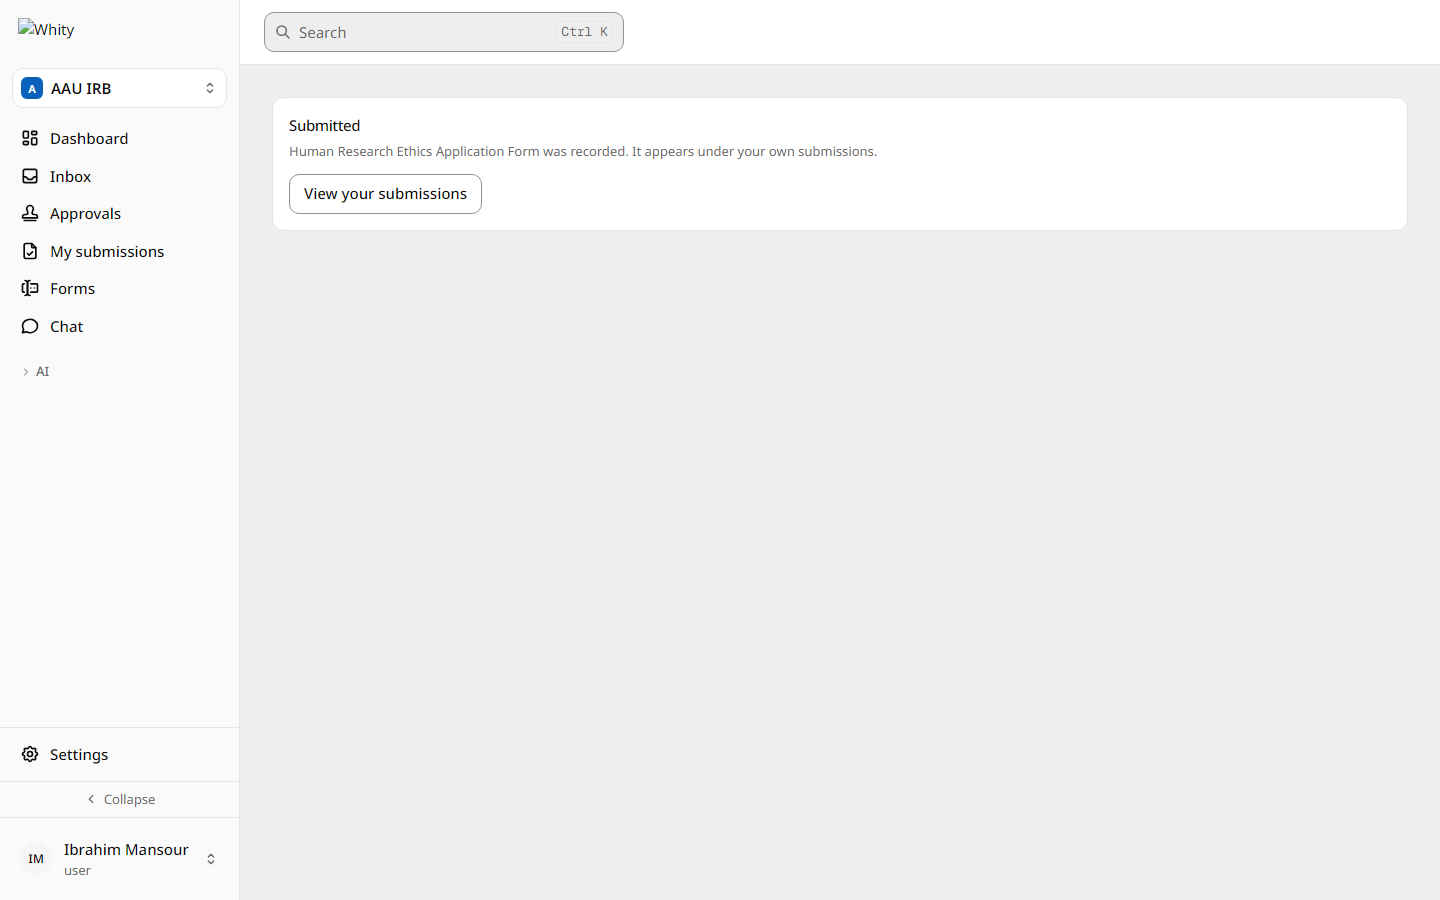 Whity
AAU IRB
A
Dashboard
Inbox
Approvals
My submissions
Forms
Chat
AI
Settings
Collapse
IM
Ibrahim Mansour
user
Search
Ctrl K
Submitted
Human Research Ethics Application Form was recorded. It appears under your own submissions.
View your submissions